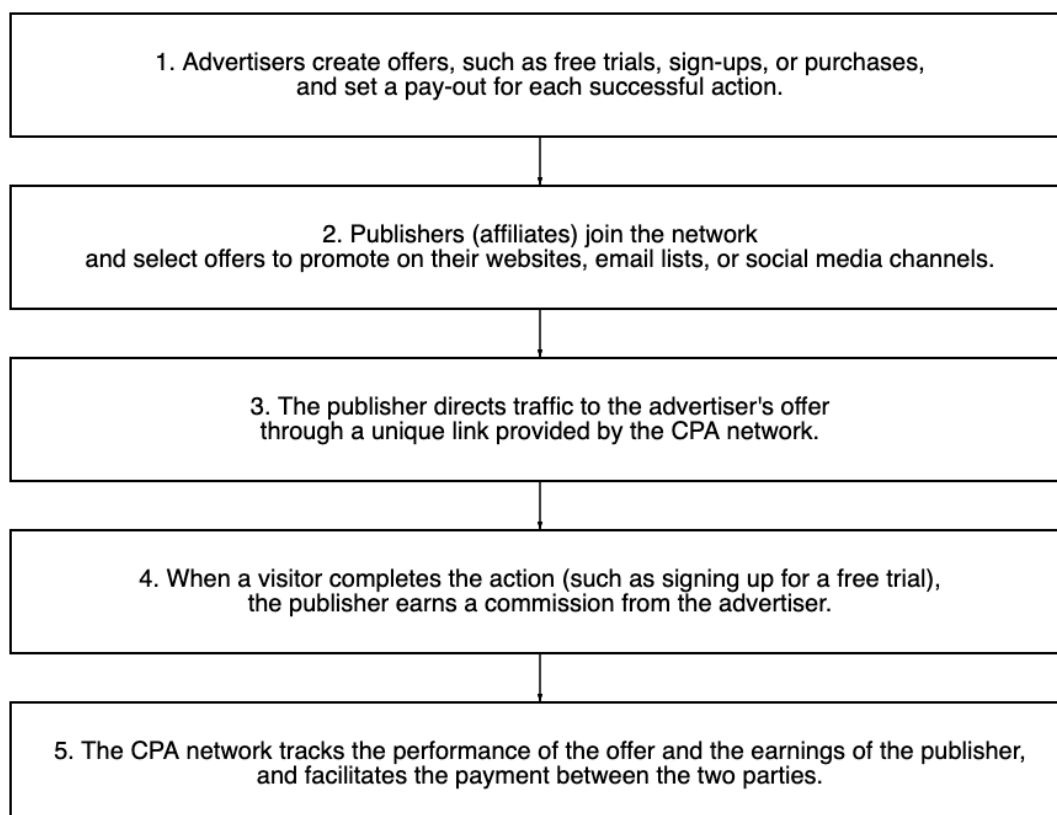 1. Advertisers create offers, such as free trials, sign-ups, or purchases,
and set a pay-out for each successful action.
2. Publishers (affiliates) join the network
and select offers to promote on their websites, email lists, or social media channels.
3. The publisher directs traffic to the advertiser's offer
through a unique link provided by the CPA network.
4. When a visitor completes the action (such as signing up for a free trial),
the publisher earns a commission from the advertiser.
5. The CPA network tracks the performance of the offer and the earnings of the publisher,
and facilitates the payment between the two parties.